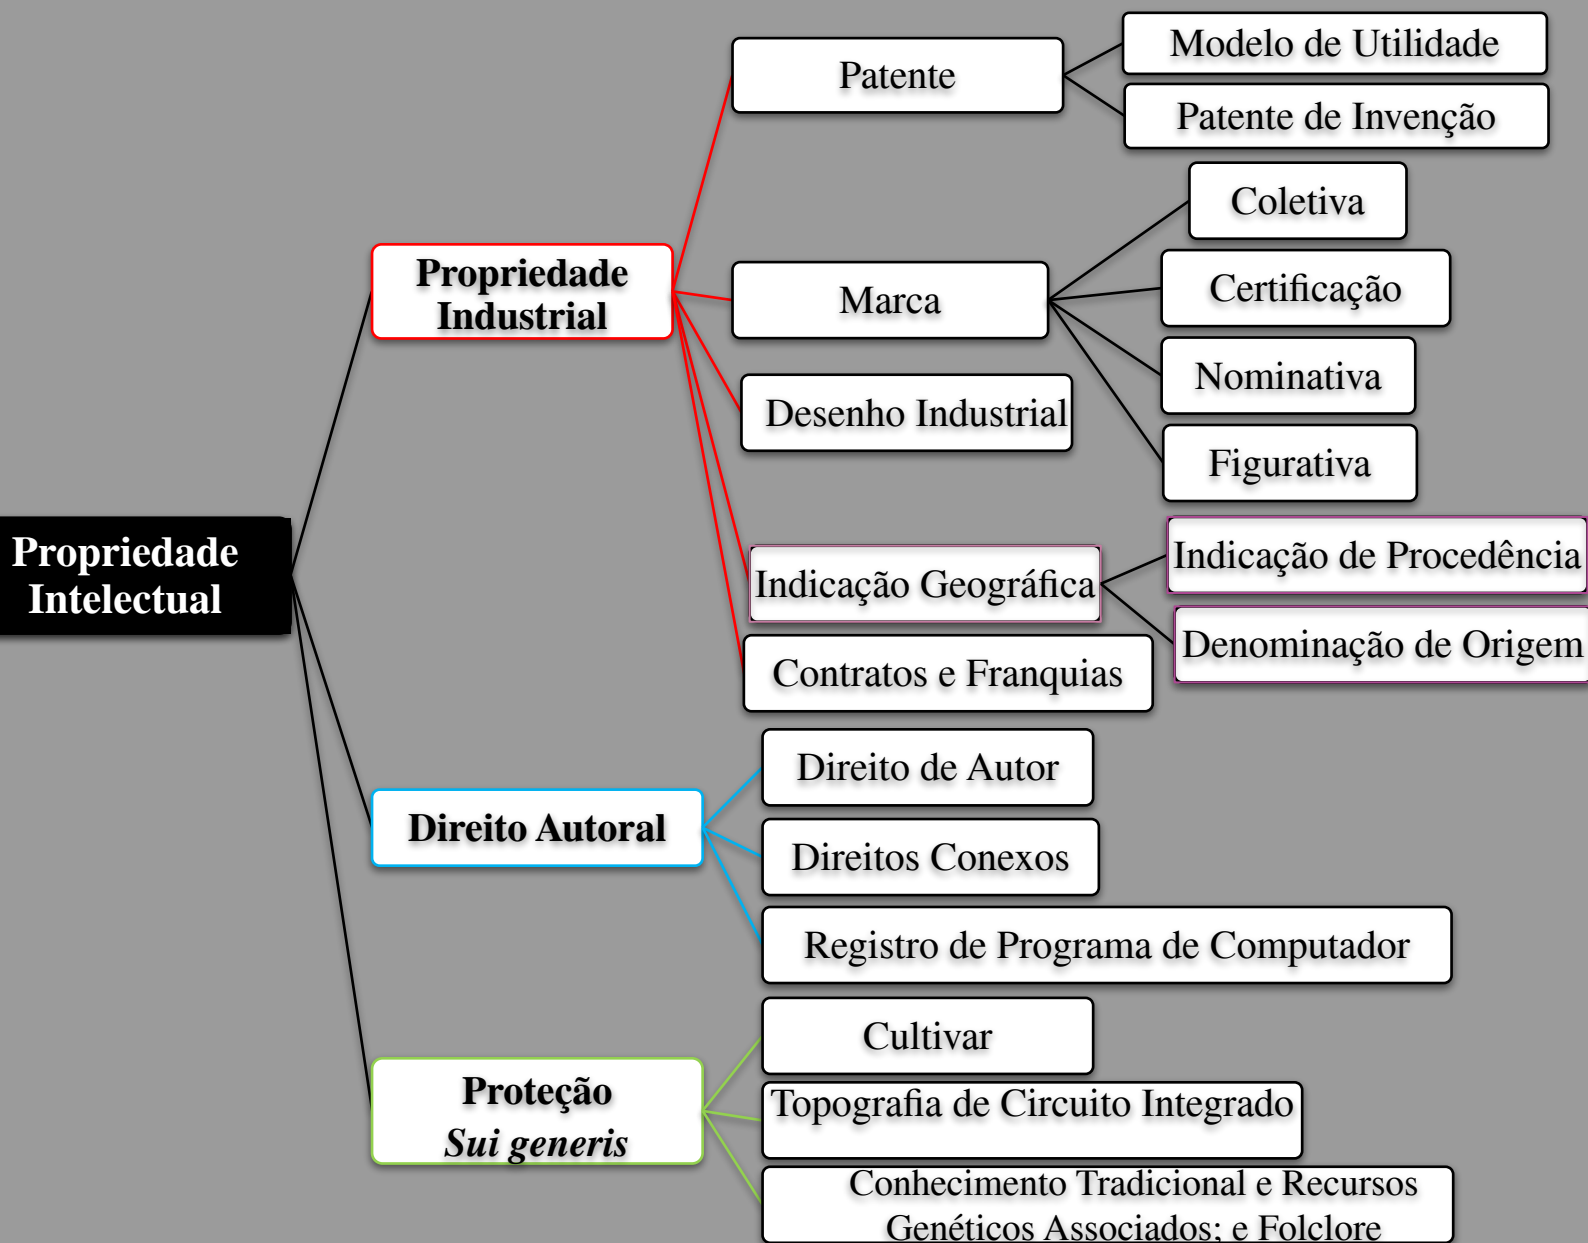 Propriedade
Intelectual
Propriedade
Industrial
Patente
Modelo de Utilidade
Patente de Invenção
Marca
Coletiva
Certificação
Nominativa
Figurativa
Desenho Industrial
Indicação Geográfica
Indicação de Procedência
Denominação de Origem
Contratos e Franquias
Direito Autoral
Direito de Autor
Direitos Conexos
Registro de Programa de Computador
Proteção
Sui generis
Cultivar
Topografia de Circuito Integrado
Conhecimento Tradicional e Recursos
Genéticos Associados; e Folclore